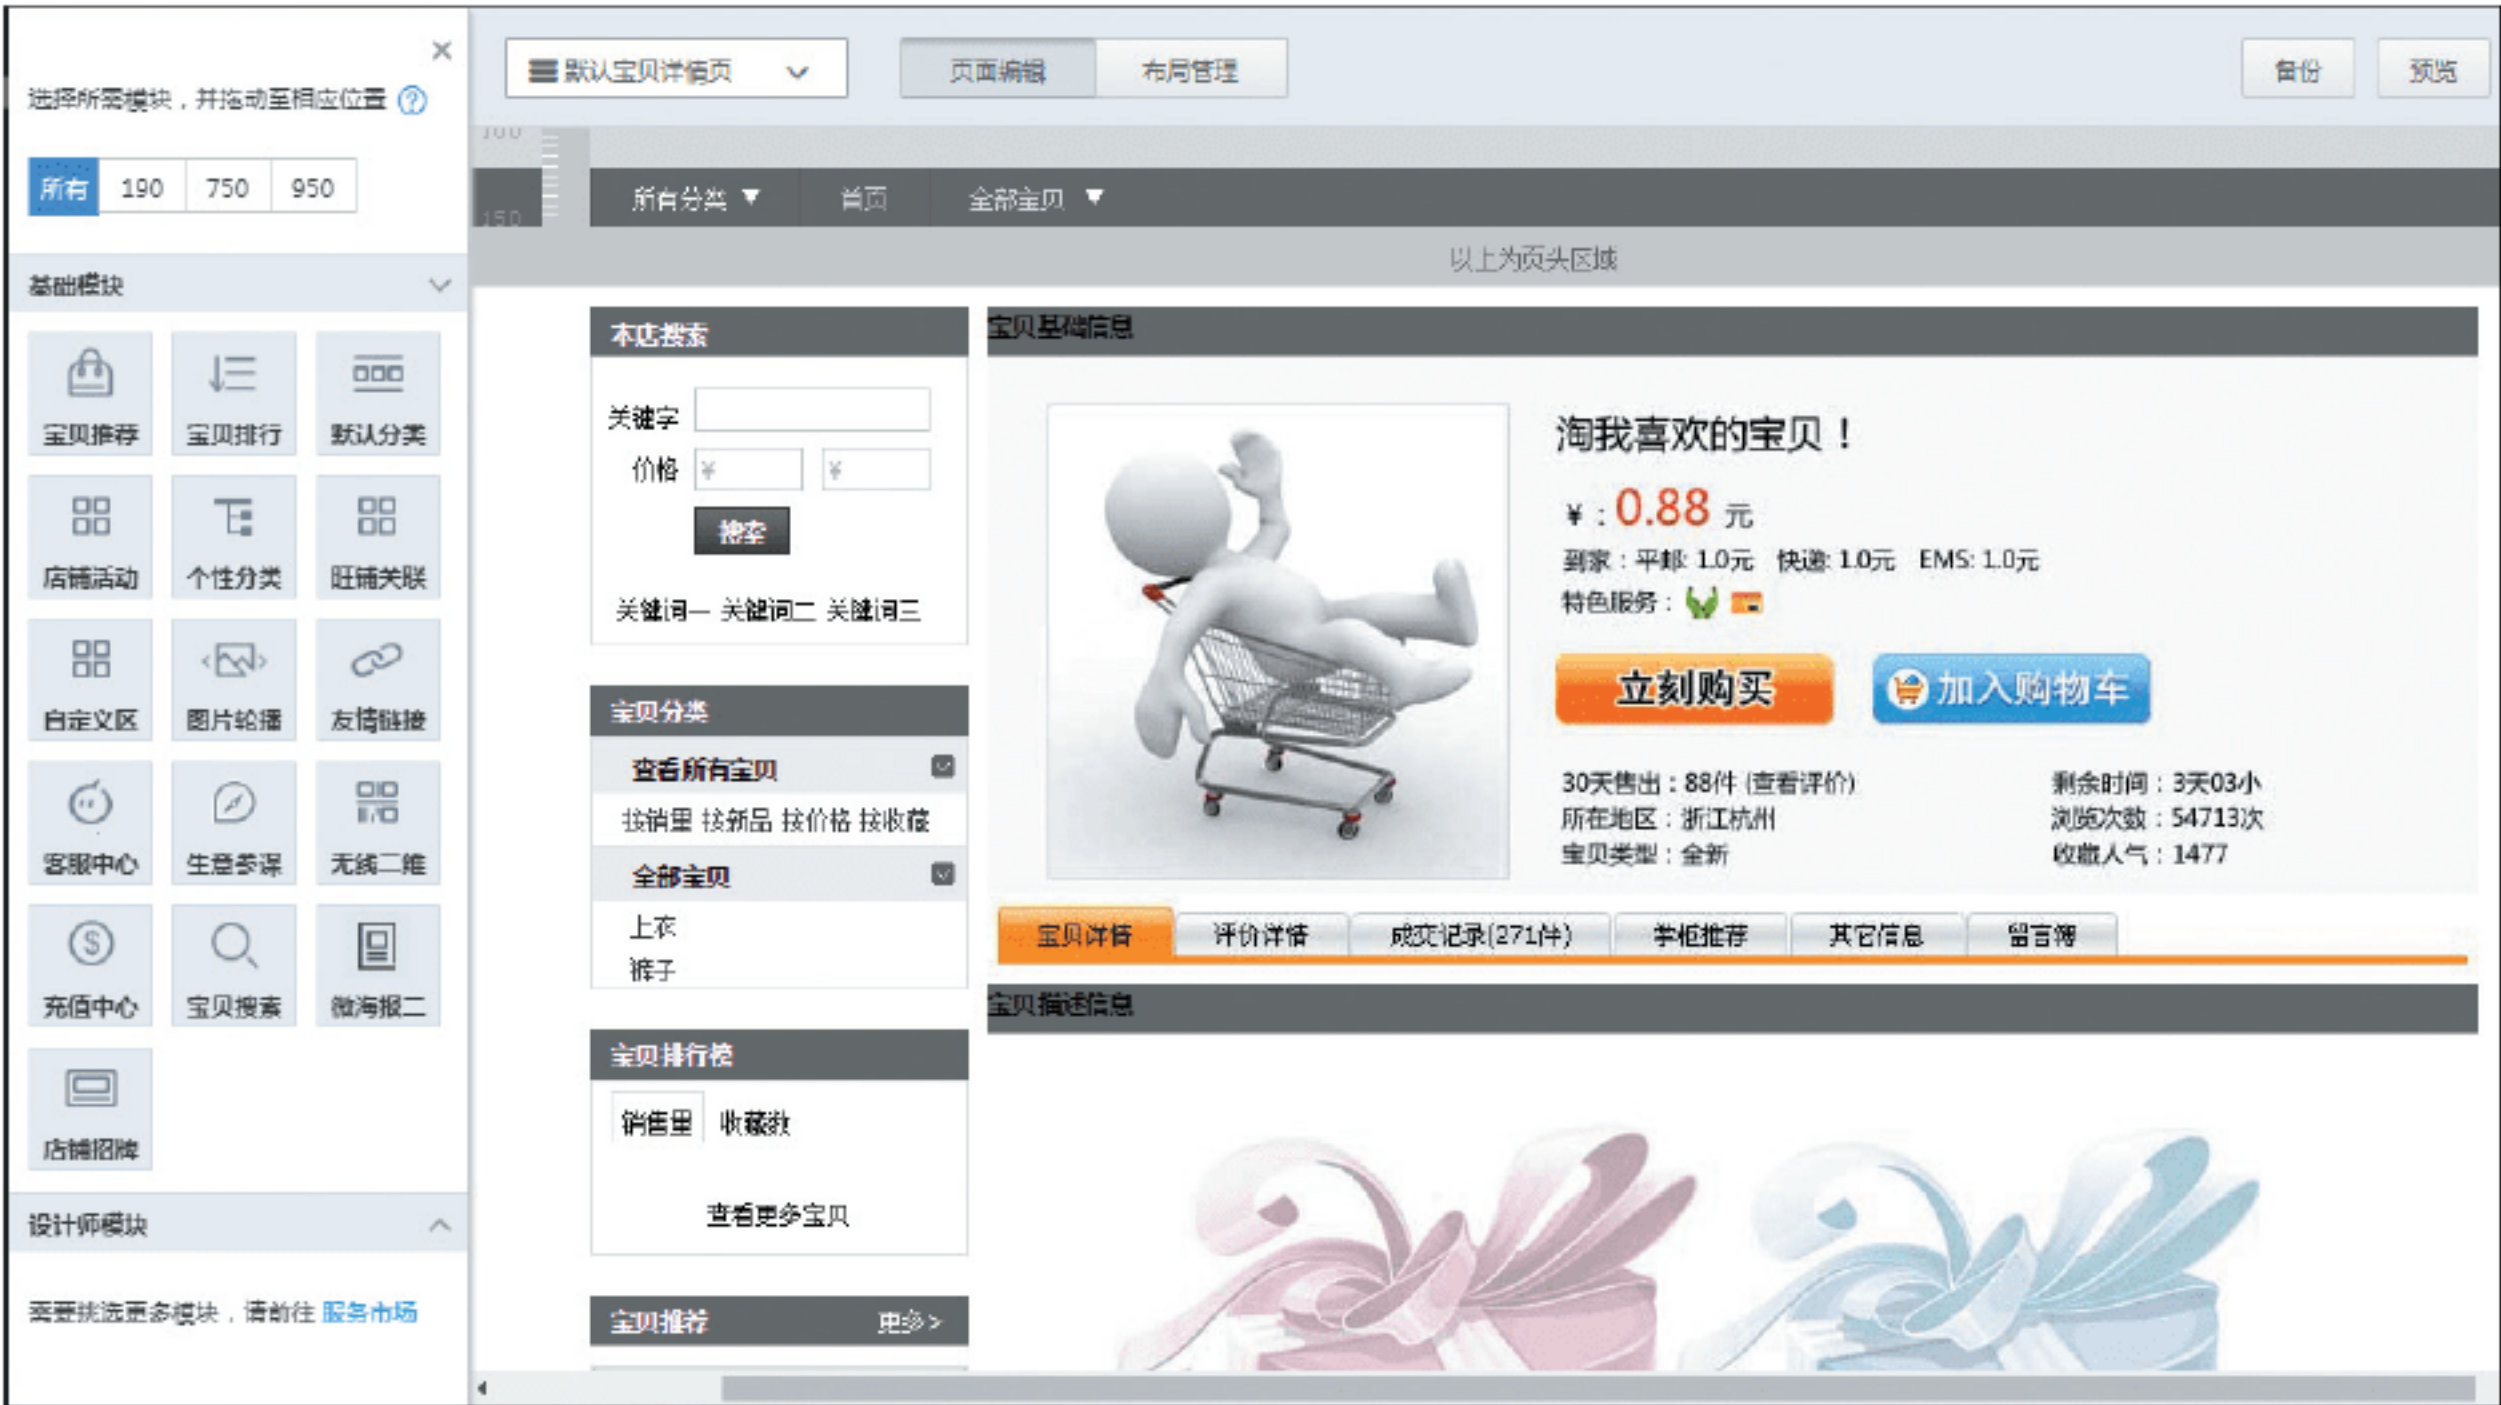 选择所需模块，并拖动至相应位置 ?
所有 190 750 950
基础模块
宝贝推荐 宝贝排行 默认分类
店铺活动 个性分类 旺铺关联
自定义区 图片轮播 友情链接
客服中心 生意参谋 无线二维
充值中心 宝贝搜索 微海报二
店铺招牌
设计师模块
需要挑选更多模块，请前往 服务市场
默认宝贝详情页 页面编辑 布局管理 备份 预览
100
150
所有分类 ▼ 首页 全部宝贝 ▼
以上为页头区域
本店搜索
关键字
价格 ¥ ¥
搜索
关键词一 关键词二 关键词三
宝贝分类
查看所有宝贝
按销量 按新品 按价格 按收藏
全部宝贝
上衣
裤子
宝贝排行榜
销售量 收藏数
查看更多宝贝
宝贝推荐 更多>
宝贝基础信息
淘我喜欢的宝贝！
¥：0.88 元
到家：平邮: 1.0元 快递: 1.0元 EMS: 1.0元
特色服务：
立刻购买 加入购物车
30天售出：88件 (查看评价) 剩余时间：3天03小
所在地区：浙江杭州 浏览次数：54713次
宝贝类型：全新 收藏人气：1477
宝贝详情 评价详情 成交记录(271件) 掌柜推荐 其它信息 留言簿
宝贝描述信息